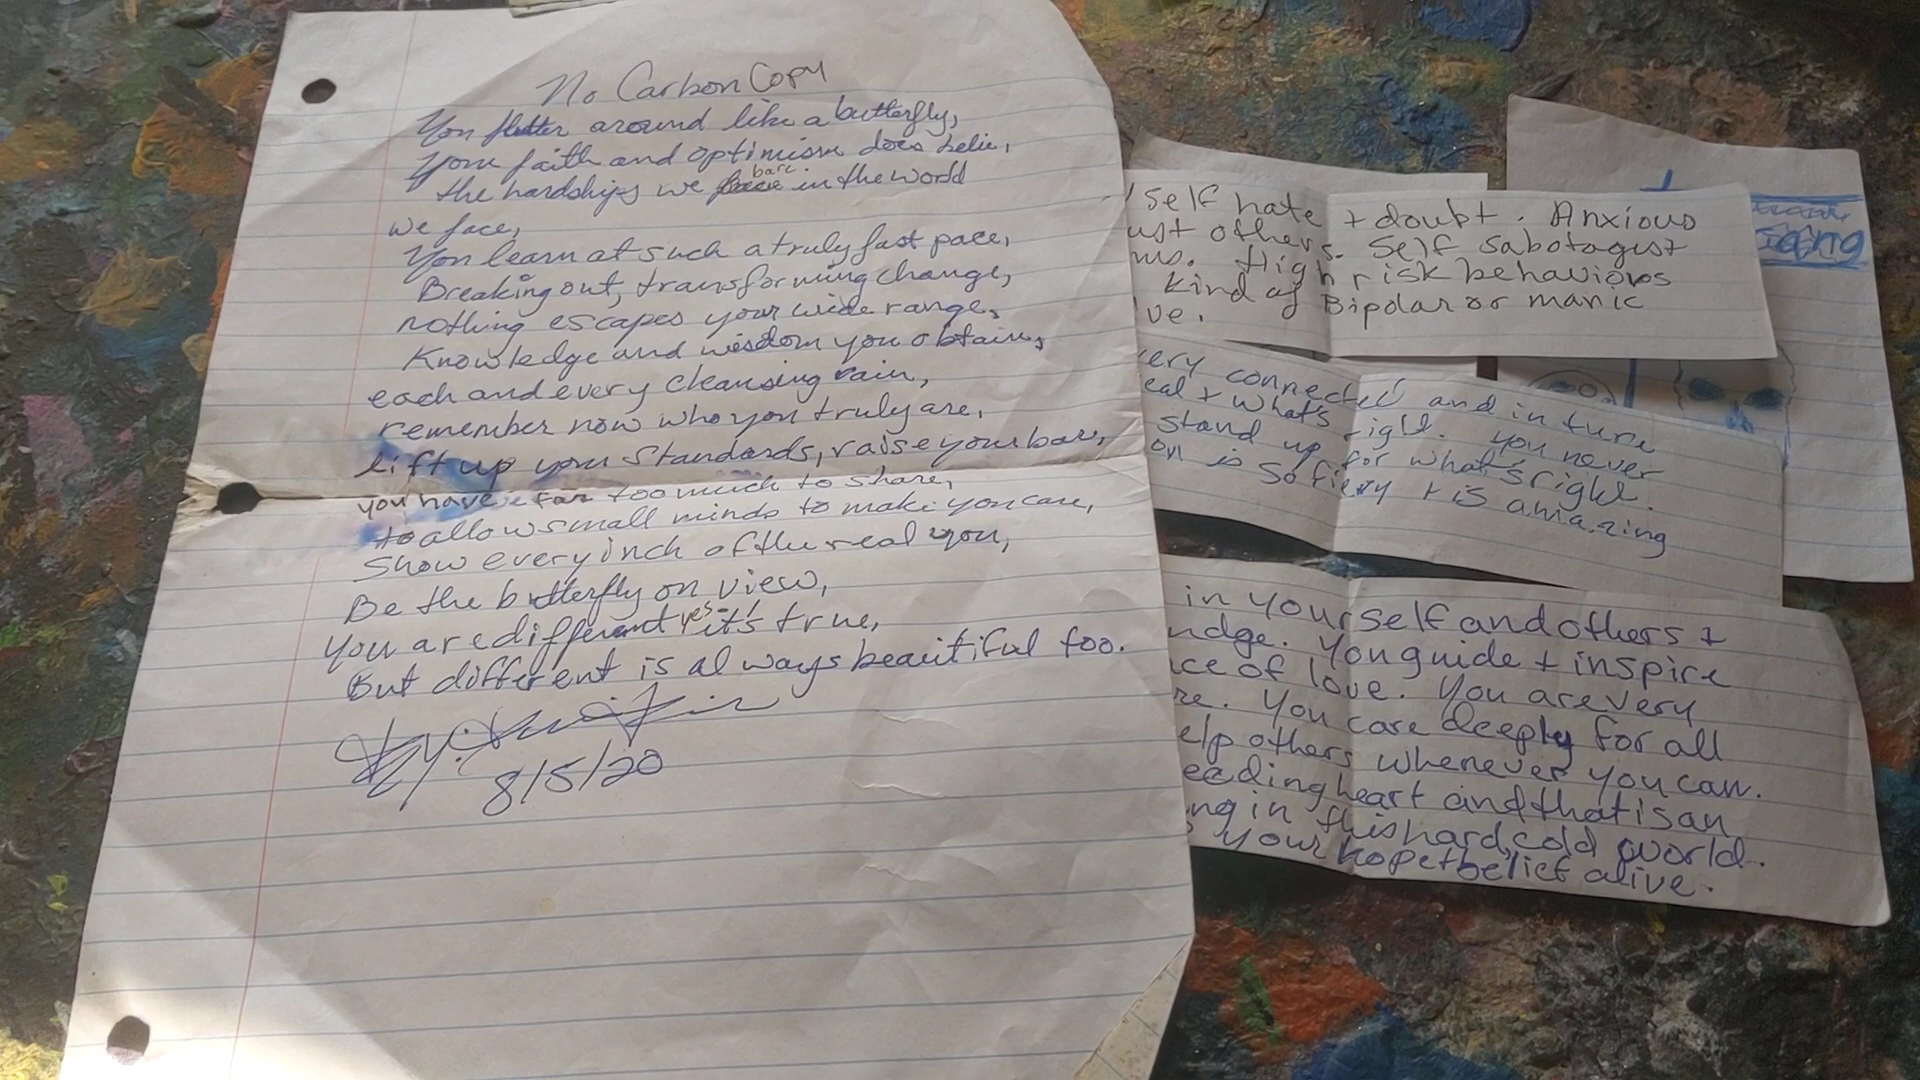 No Carbon Copy
You flutter around like a butterfly,
Your faith and optimism does belie,
the hardships we bare in the world
we face,
You learn at such a truly fast pace,
Breaking out, transforming change,
nothing escapes your wide range,
Knowledge and wisdom you obtain,
each and every cleansing rain,
remember now who you truly are,
lift up your standards, raise your bar,
you have far too much to share,
to allow small minds to make you care,
Show every inch of the real you,
Be the butterfly on view,
You are different yes it's true,
But different is always beautiful too.
8/5/20
self hate + doubt. Anxious
ust others. Self sabotagist
ms. High risk behaviors
Kind of Bipolar or manic
ve.
ery connected and in tune
eal + what's right. You never
stand up for what's right.
on is so fiery + is amazing
in yourself and others +
udge. You guide + inspire
ce of love. You are very
re. You care deeply for all
elp others whenever you can.
eeding heart and that is an
ng in this hard, cold world.
your hope + belief alive.